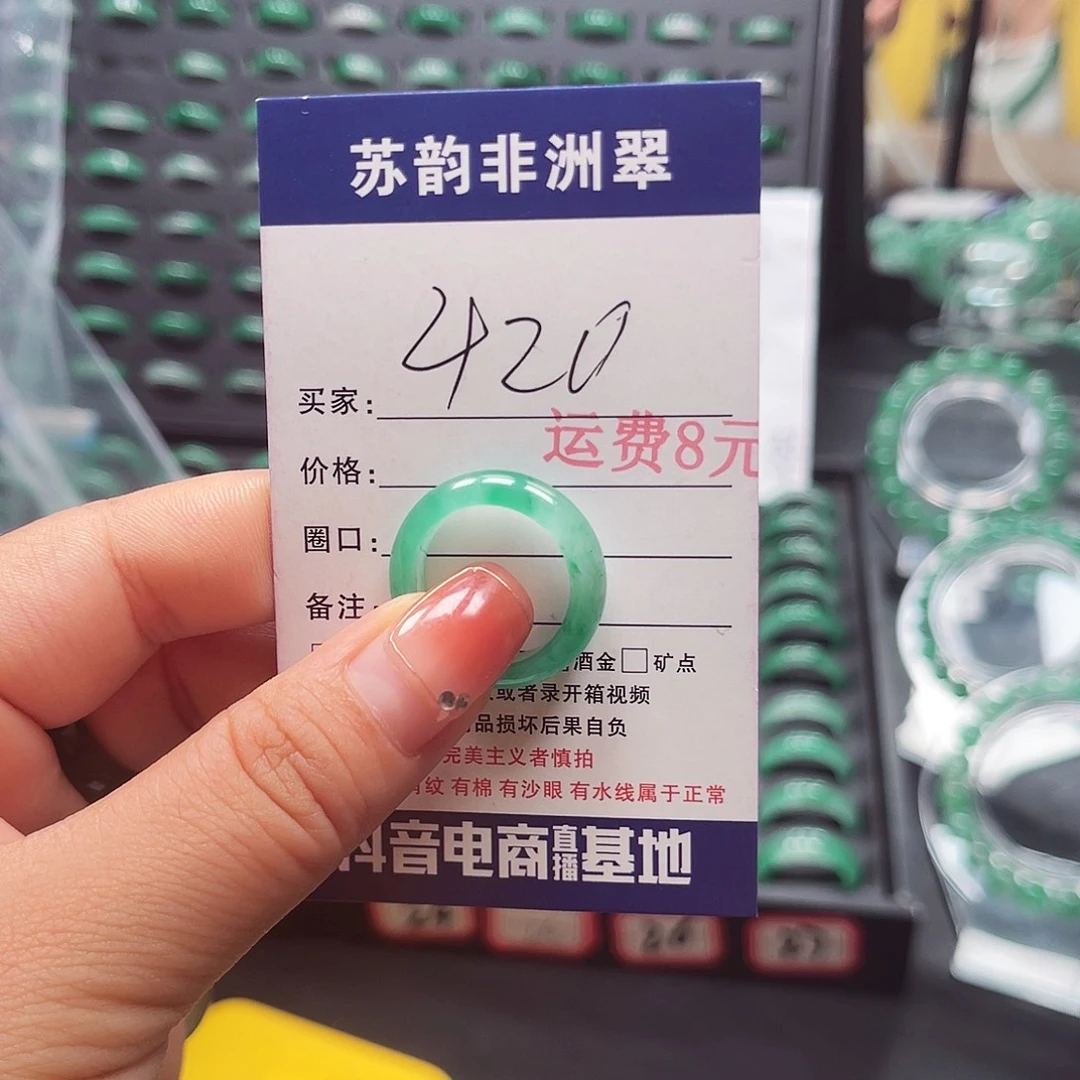 苏韵非洲翠
420
买家:
运费8元
价格:
圈口:
备注
酒金□矿点
或者录开箱视频
品损坏后果自负
完美主义者慎拍
纹 有棉 有沙眼 有水线属于正常
抖音电商直播基地